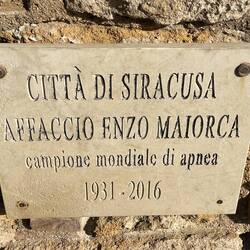 CITTÀ DI SIRACUSA
AFFACCIO ENZO MAIORCA
campione mondiale di apnea
1931 - 2016